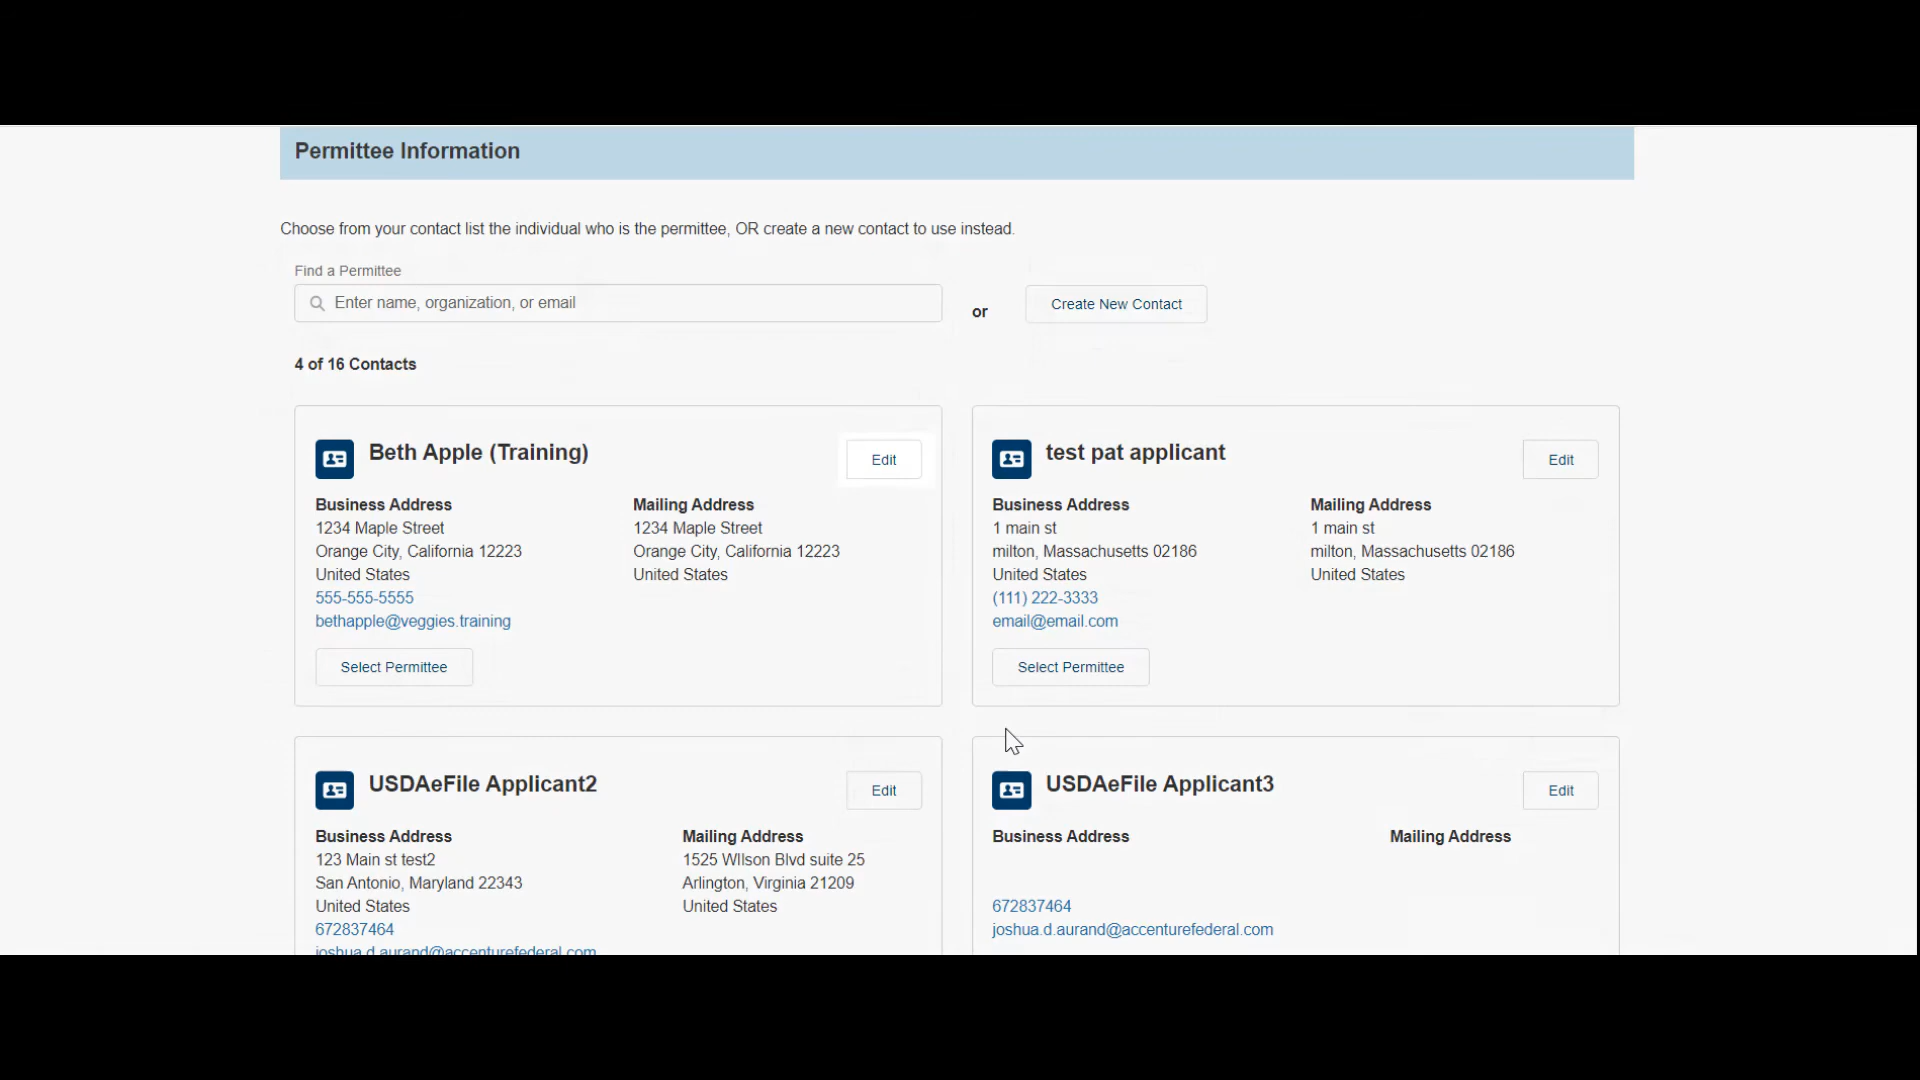 Permittee Information
Choose from your contact list the individual who is the permittee, OR create a new contact to use instead.
Find a Permittee
Enter name, organization, or email
or
Create New Contact
4 of 16 Contacts
Beth Apple (Training)
Edit
Business Address
1234 Maple Street
Orange City, California 12223
United States
555-555-5555
bethapple@veggies.training
Mailing Address
1234 Maple Street
Orange City, California 12223
United States
Select Permittee
test pat applicant
Edit
Business Address
1 main st
milton, Massachusetts 02186
United States
(111) 222-3333
email@email.com
Mailing Address
1 main st
milton, Massachusetts 02186
United States
Select Permittee
USDAeFile Applicant2
Edit
Business Address
123 Main st test2
San Antonio, Maryland 22343
United States
672837464
joshua.d.aurand@accenturefederal.com
Mailing Address
1525 WIlson Blvd suite 25
Arlington, Virginia 21209
United States
USDAeFile Applicant3
Edit
Business Address
Mailing Address
672837464
joshua.d.aurand@accenturefederal.com